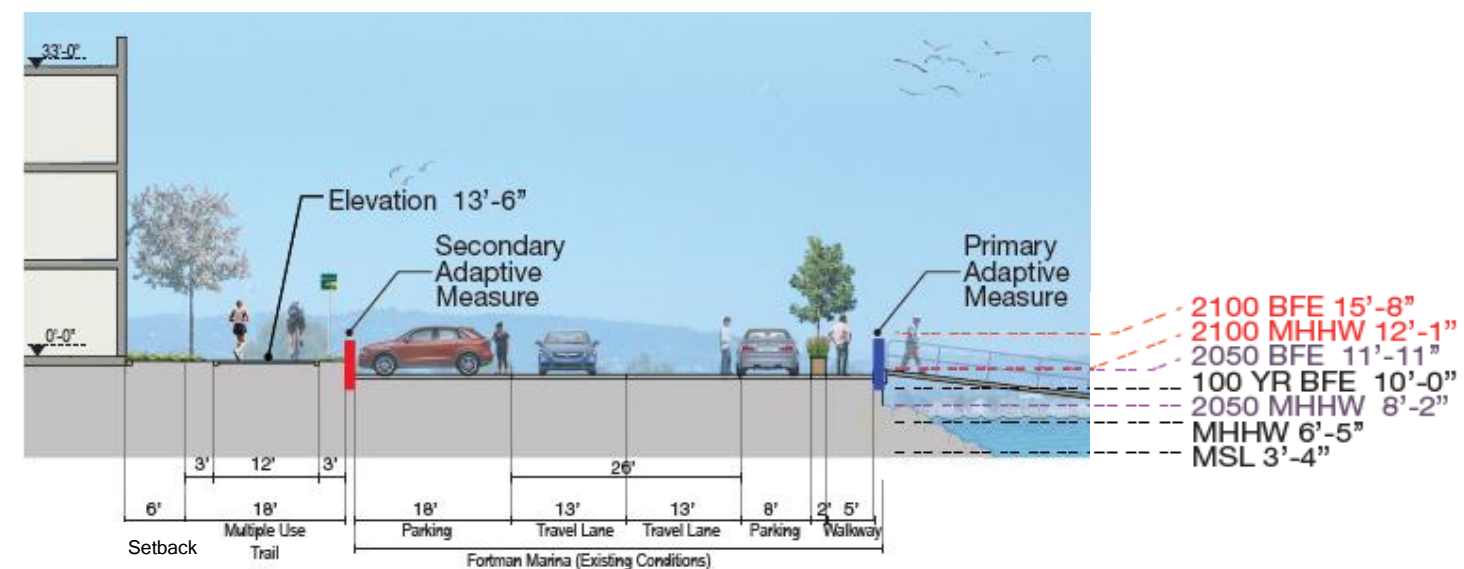 33'-0"
0'-0"
Elevation 13'-6"
Secondary
Adaptive
Measure
Primary
Adaptive
Measure
2100 BFE 15'-8"
2100 MHHW 12'-1"
2050 BFE 11'-11"
100 YR BFE 10'-0"
2050 MHHW 8'-2"
MHHW 6'-5"
MSL 3'-4"
3' 12' 3' 26'
6' 18' 18' 13' 13' 8' 2' 5'
Setback
Multiple Use
Trail
Parking Travel Lane Travel Lane Parking Walkway
Fortman Marina (Existing Conditions)